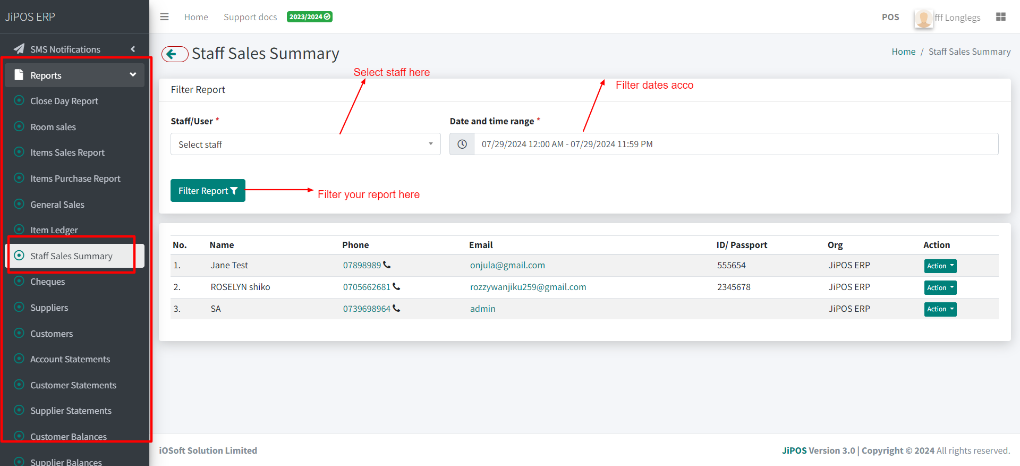 JiPOS ERP
Home
Support docs
2023/2024
POS
fff Longlegs
SMS Notifications
Reports
Close Day Report
Room sales
Items Sales Report
Items Purchase Report
General Sales
Item Ledger
Staff Sales Summary
Cheques
Suppliers
Customers
Account Statements
Customer Statements
Supplier Statements
Customer Balances
Supplier Balances
Staff Sales Summary
Home / Staff Sales Summary
Select staff here
Filter dates acco
Filter Report
Staff/User *
Date and time range *
Select staff
07/29/2024 12:00 AM - 07/29/2024 11:59 PM
Filter Report
Filter your report here
No. Name Phone Email ID/ Passport Org Action
1. Jane Test 07898989 onjula@gmail.com 555654 JiPOS ERP Action
2. ROSELYN shiko 0705662681 rozzywanjiku259@gmail.com 2345678 JiPOS ERP Action
3. SA 0739698964 admin JiPOS ERP Action
iOSoft Solution Limited
JiPOS Version 3.0 | Copyright © 2024 All rights reserved.